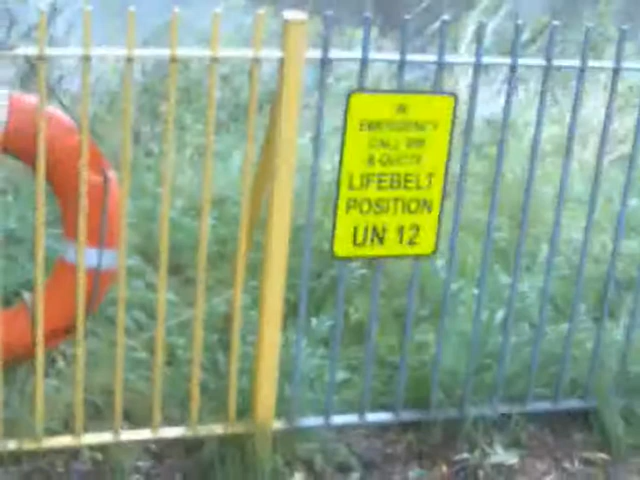 IN
EMERGENCY
CALL 999
& QUOTE
LIFEBELT
POSITION
UN 12